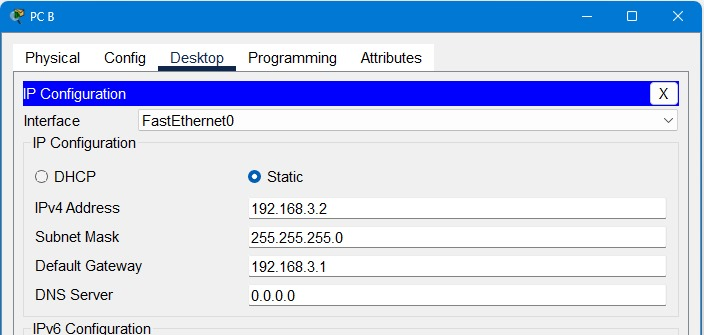 PC B
Physical Config Desktop Programming Attributes
IP Configuration X
Interface FastEthernet0
IP Configuration
DHCP Static
IPv4 Address 192.168.3.2
Subnet Mask 255.255.255.0
Default Gateway 192.168.3.1
DNS Server 0.0.0.0
IPv6 Configuration